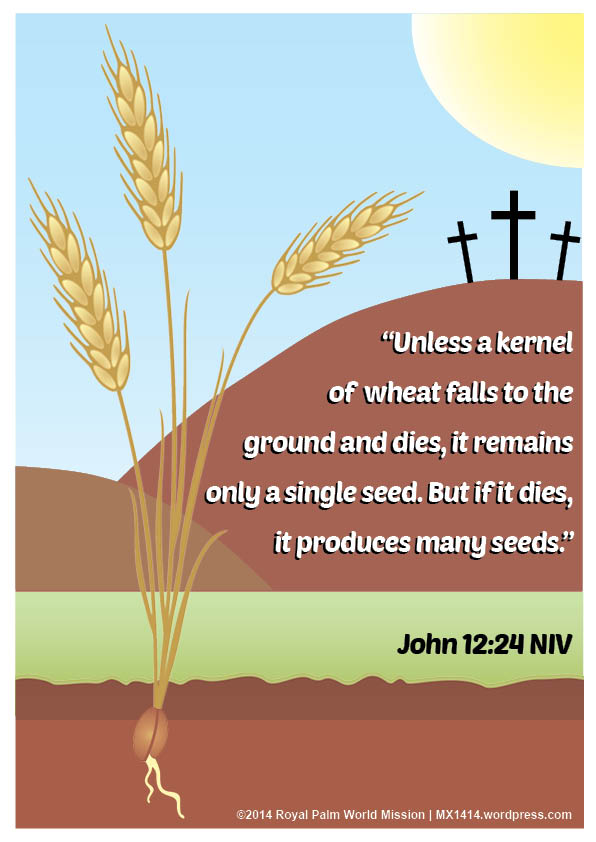 “Unless a kernel
of wheat falls to the
ground and dies, it remains
only a single seed. But if it dies,
it produces many seeds.”
John 12:24 NIV
©2014 Royal Palm World Mission | MX1414.wordpress.com